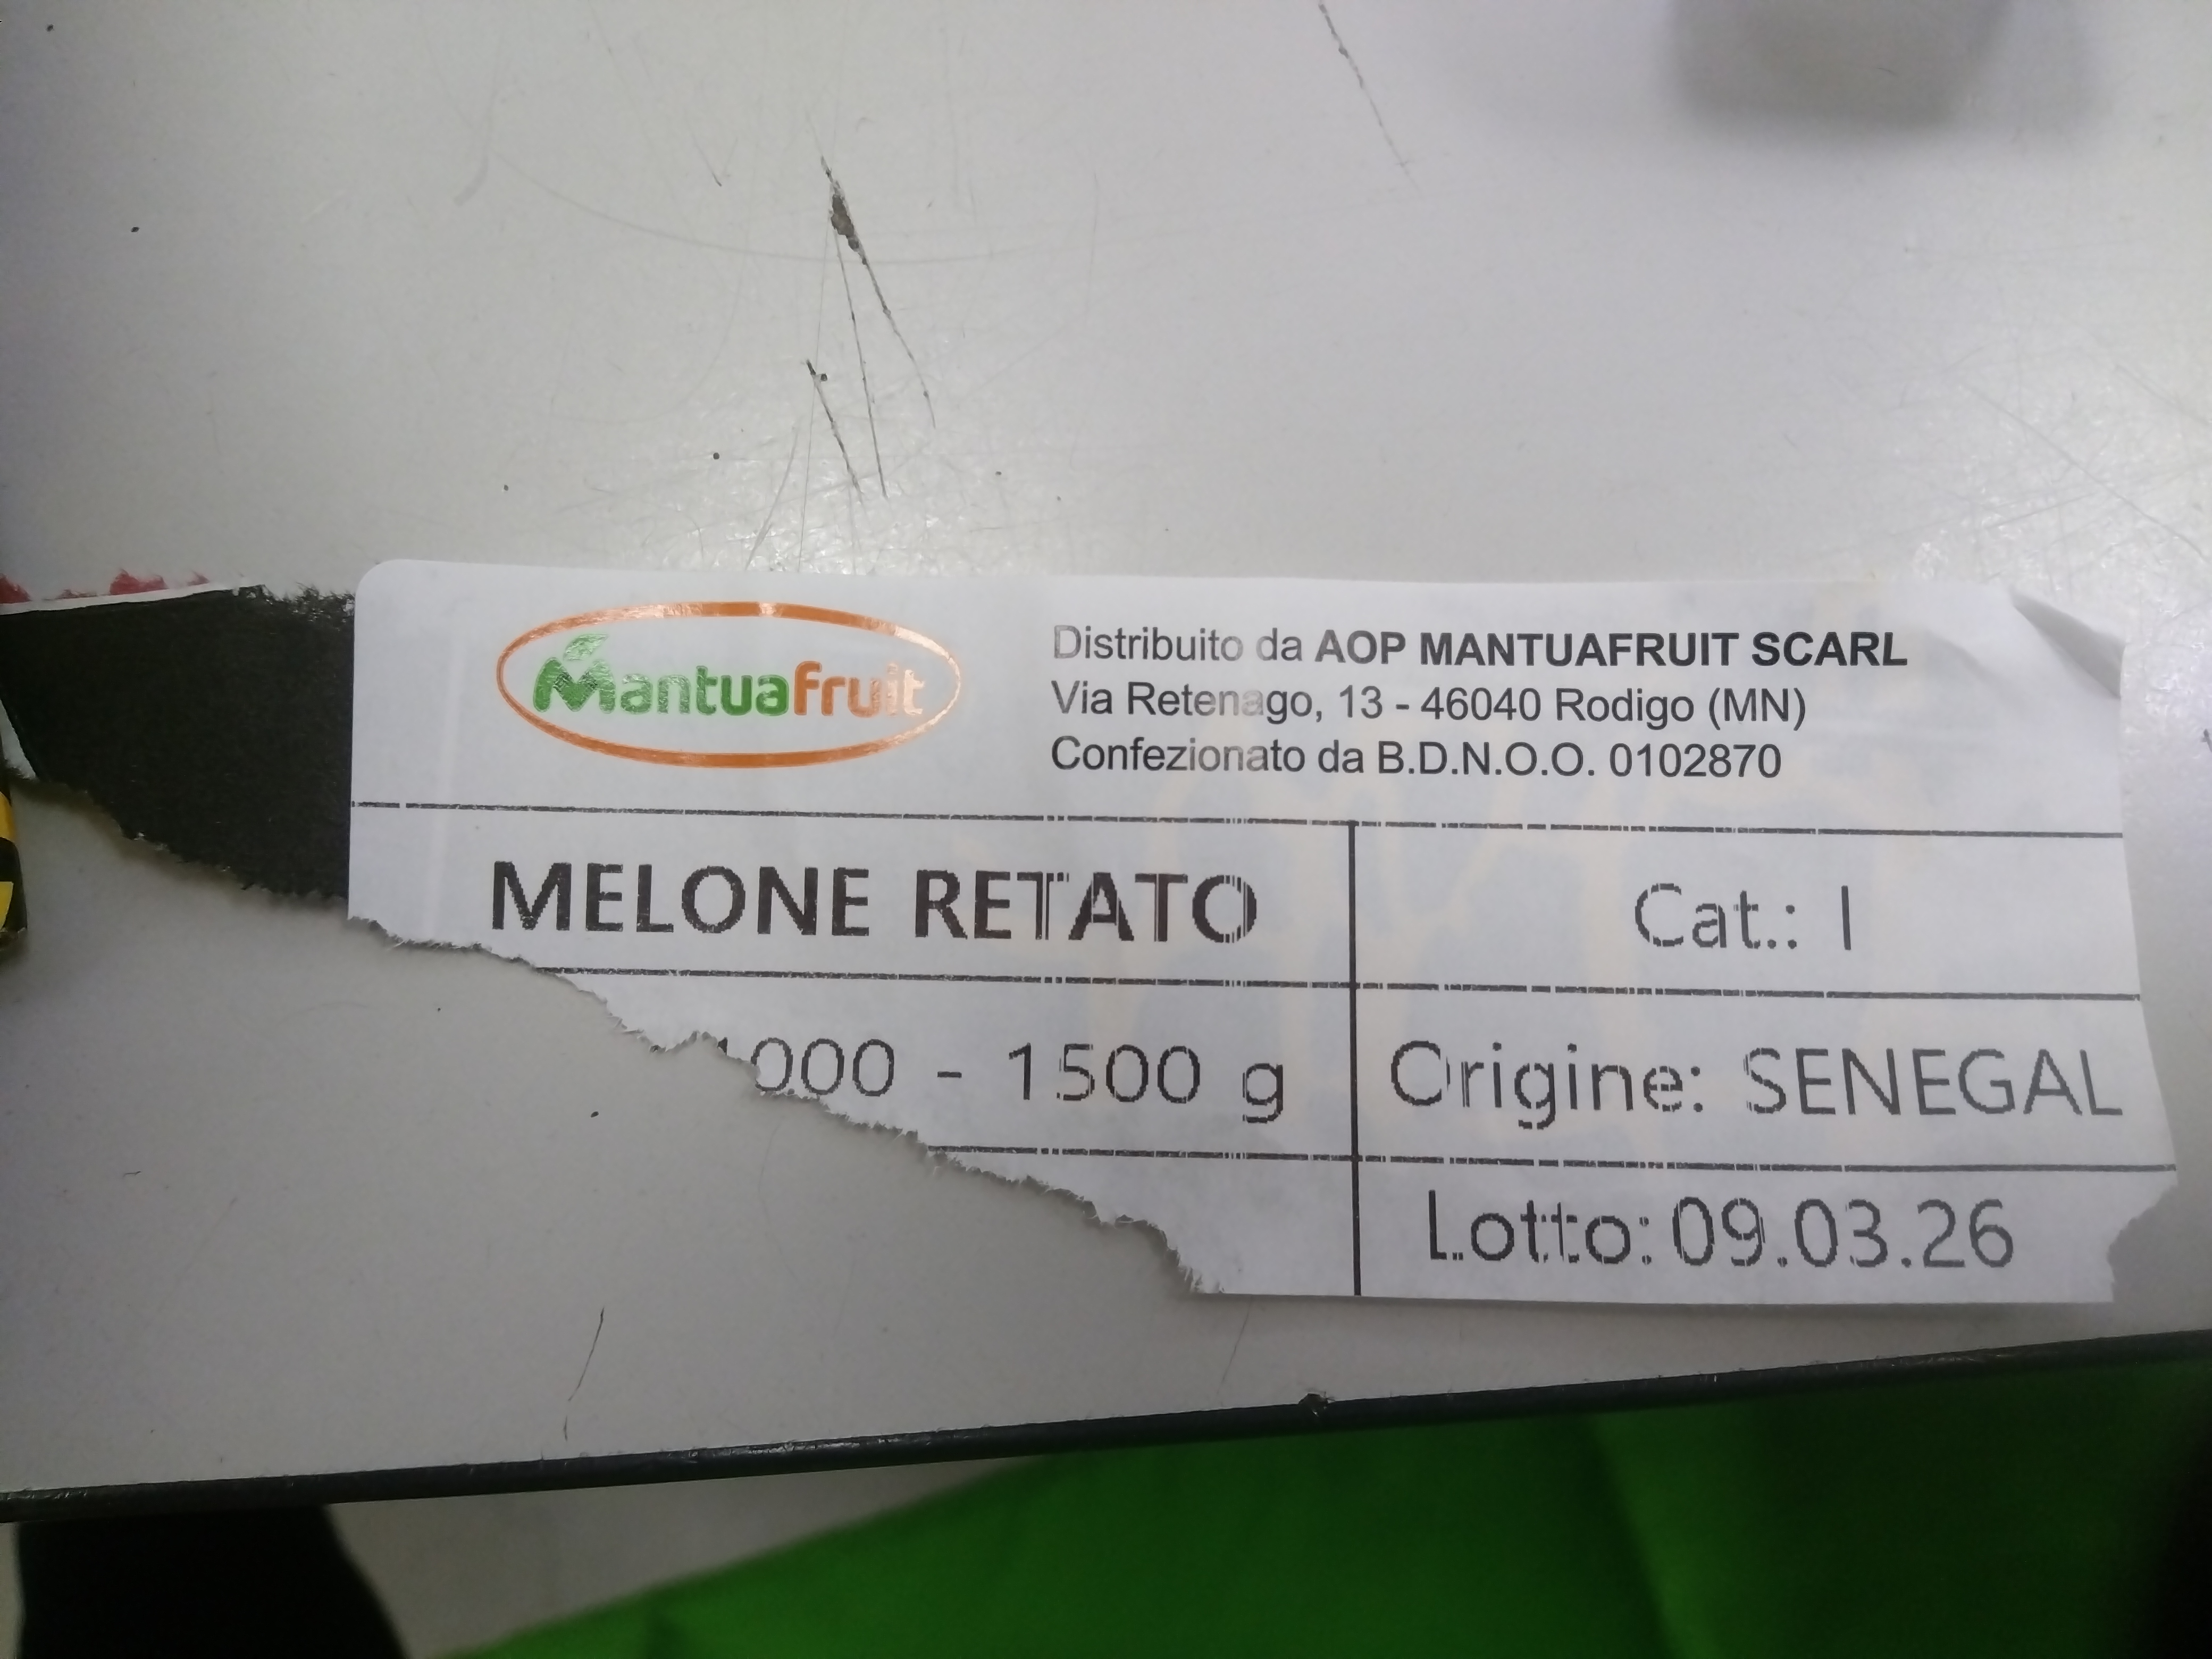 Mantuafruit
Distribuito da AOP MANTUAFRUIT SCARL
Via Retenago, 13 - 46040 Rodigo (MN)
Confezionato da B.D.N.O.O. 0102870
MELONE RETATO
Cat.: I
1000 - 1500 g
Origine: SENEGAL
Lotto: 09.03.26